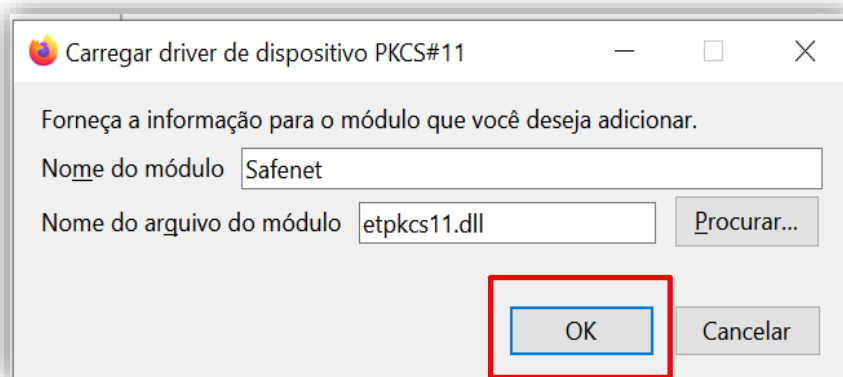 Carregar driver de dispositivo PKCS#11
Forneça a informação para o módulo que você deseja adicionar.
Nome do módulo Safenet
Nome do arquivo do módulo etpkcs11.dll Procurar...
OK Cancelar